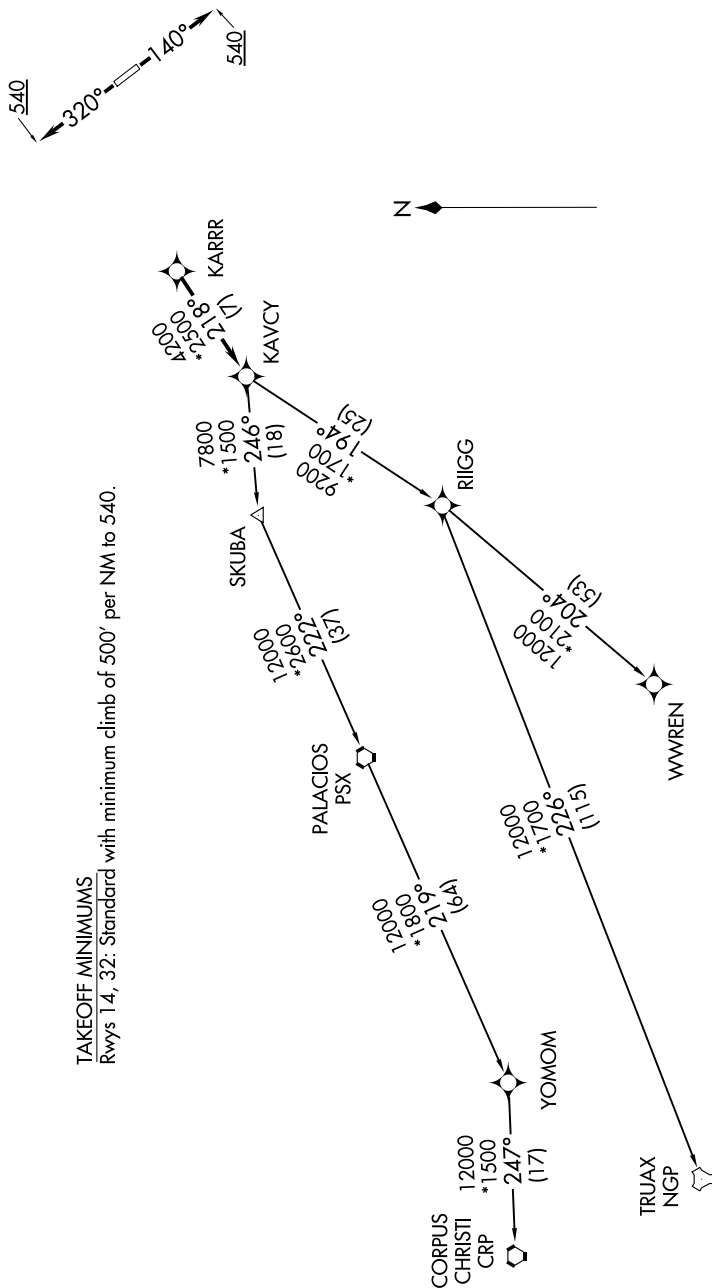 540
320°
140°
540
N
KARRR
4200
*2500
218°
(7)
KAVCY
7800
*1500
246°
(18)
9200
*1700
194°
(25)
SKUBA
RIIGG
TAKEOFF MINIMUMS
Rwys 14, 32: Standard with minimum climb of 500' per NM to 540.
12000
*2600
222°
(37)
12000
*2100
204°
(53)
PALACIOS
PSX
WWREN
12000
*1700
226°
(115)
12000
*1800
219°
(64)
YOMOM
12000
*1500
247°
(17)
CORPUS
CHRISTI
CRP
TRUAX
NGP